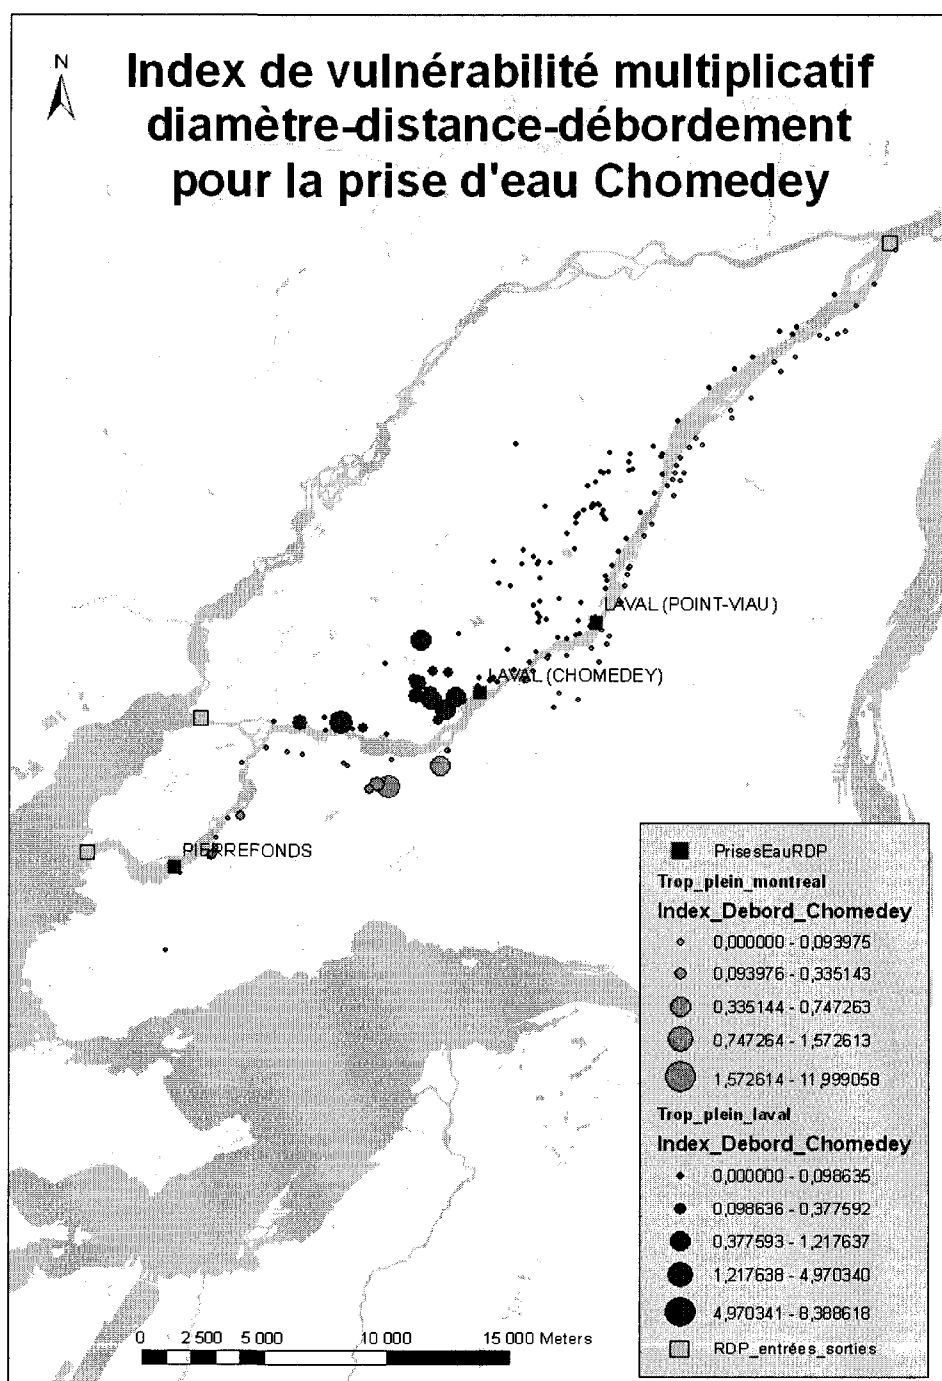 N
Index de vulnérabilité multiplicatif
diamètre-distance-débordement
pour la prise d'eau Chomedey
LAVAL (POINT-VIAU)
LAVAL (CHOMEDEY)
PIERREFONDS
PrisesEauRDP
Trop_plein_montreal
Index_Debord_Chomedey
0,000000 - 0,093975
0,093976 - 0,335143
0,335144 - 0,747263
0,747264 - 1,572613
1,572614 - 11,999058
Trop_plein_laval
Index_Debord_Chomedey
0,000000 - 0,098635
0,098636 - 0,377592
0,377593 - 1,217637
1,217638 - 4,970340
4,970341 - 8,388618
RDP_entrées_sorties
0 2 500 5 000 10 000 15 000 Meters